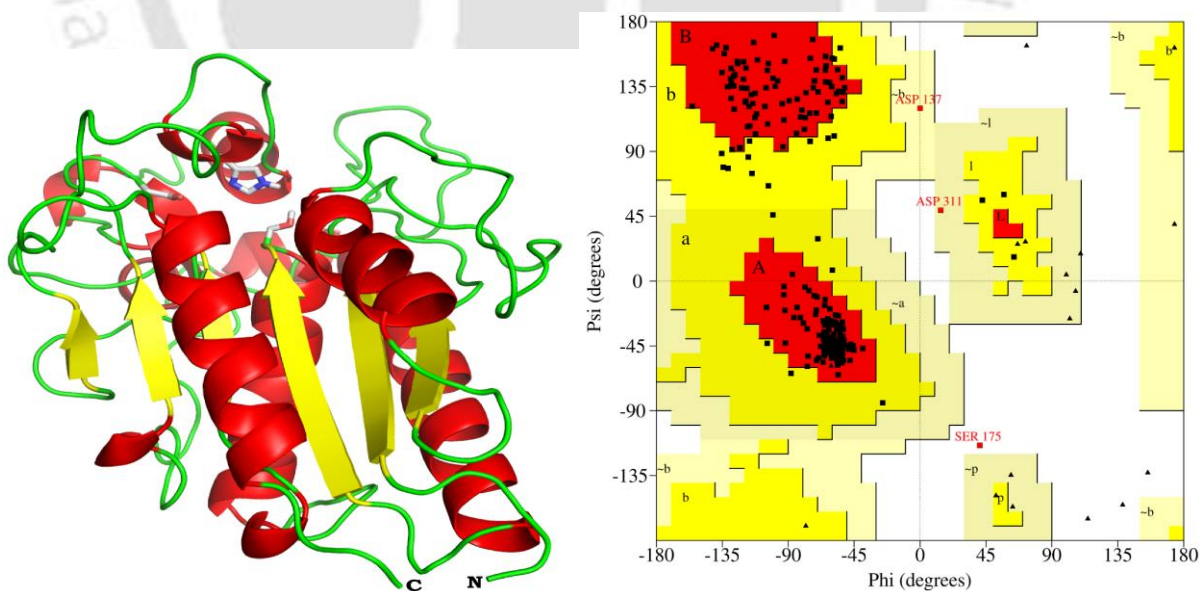 C N
180
135
90
45
0
-45
-90
-135
-180 -135 -90 -45 0 45 90 135 180
Psi (degrees)
Phi (degrees)
B
b
~b
ASP 137
~l
l
ASP 311
L
a
A
~a
SER 175
~b
b
~p
p
~b
~b
b